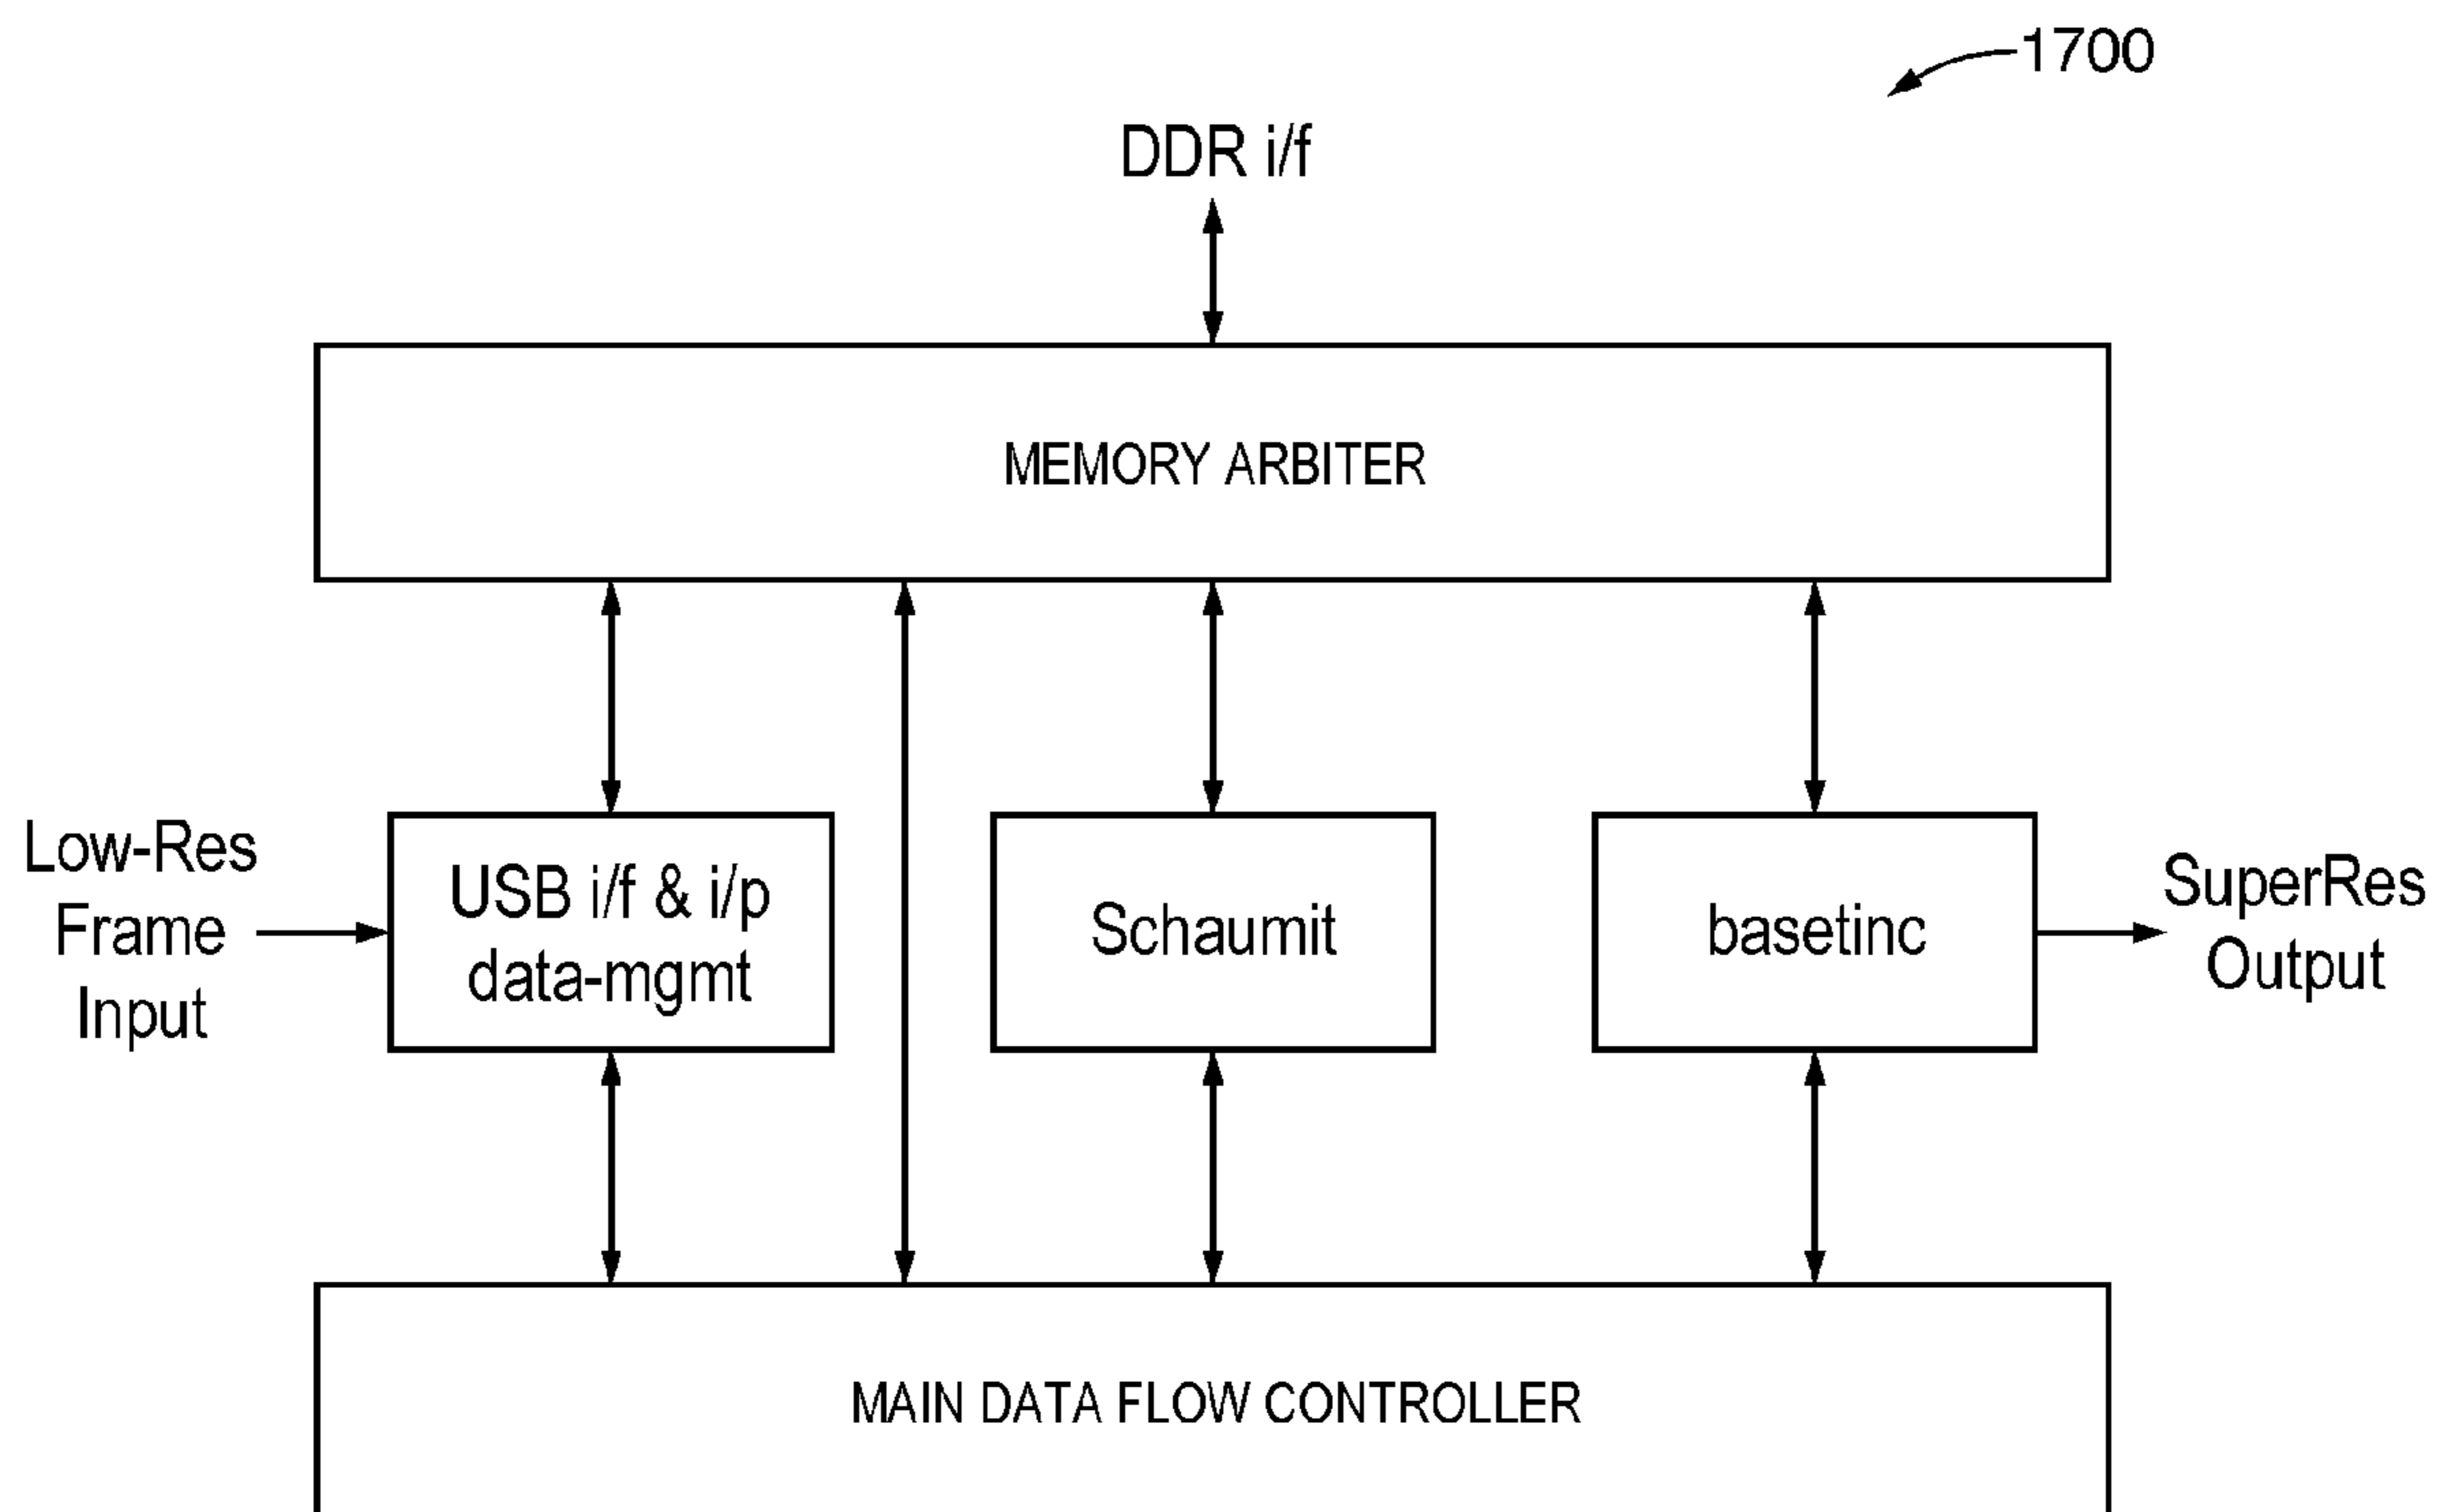 1700
DDR i/f
MEMORY ARBITER
Low-Res
Frame
Input
USB i/f & i/p
data-mgmt
Schaumit
basetinc
SuperRes
Output
MAIN DATA FLOW CONTROLLER